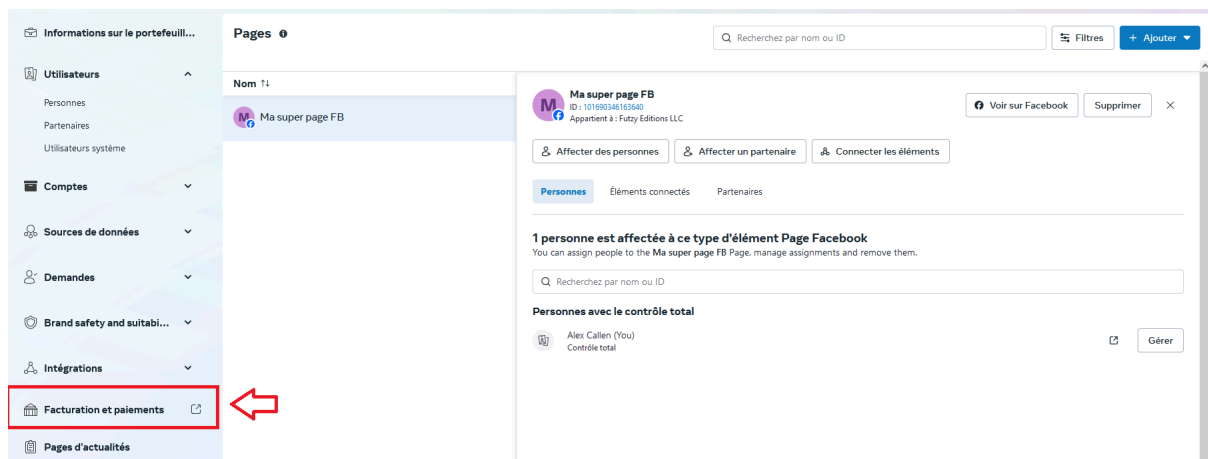 Informations sur le portefeuill...
Utilisateurs
Personnes
Partenaires
Utilisateurs système
Comptes
Sources de données
Demandes
Brand safety and suitabi...
Intégrations
Facturation et paiements
Pages d'actualités
Pages
Recherchez par nom ou ID
Filtres
+ Ajouter
Nom ↑↓
M Ma super page FB
M
Ma super page FB
ID : 101690346163640
Appartient à : Futzy Editions LLC
Voir sur Facebook
Supprimer
Affecter des personnes
Affecter un partenaire
Connecter les éléments
Personnes
Éléments connectés
Partenaires
1 personne est affectée à ce type d'élément Page Facebook
You can assign people to the Ma super page FB Page, manage assignments and remove them.
Recherchez par nom ou ID
Personnes avec le contrôle total
Alex Callen (You)
Contrôle total
Gérer